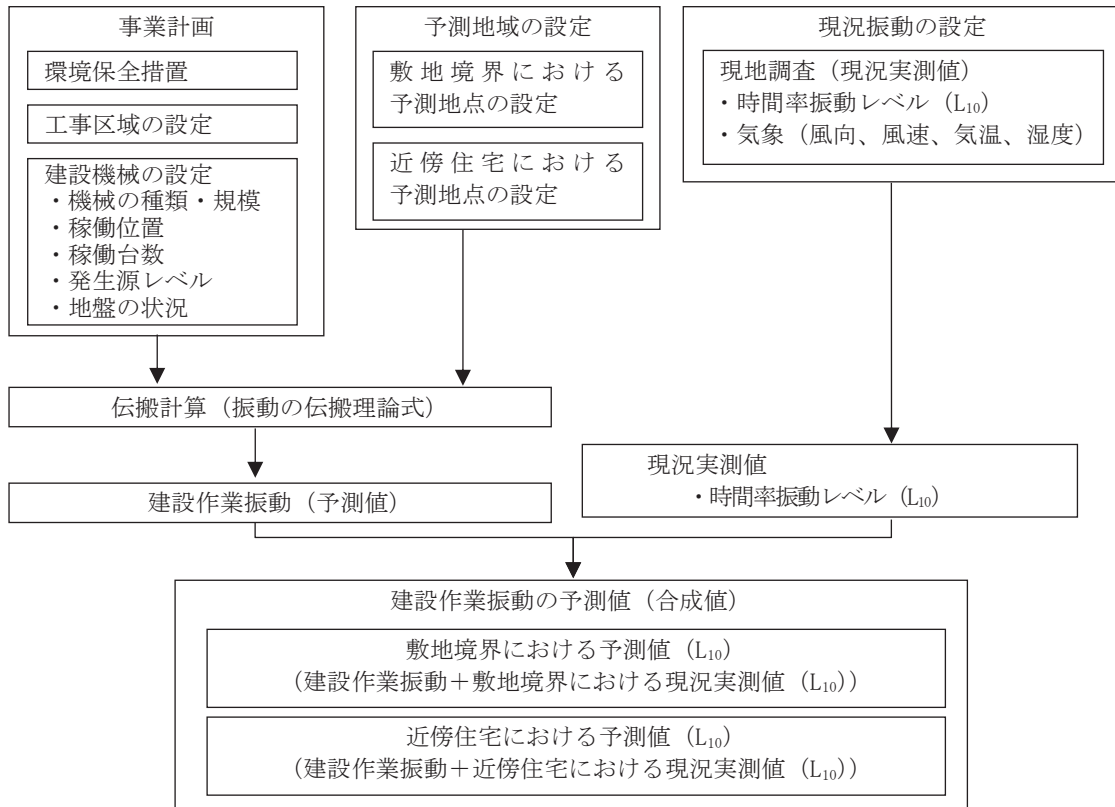 事業計画
環境保全措置
工事区域の設定
建設機械の設定
・機械の種類・規模
・稼働位置
・稼働台数
・発生源レベル
・地盤の状況
予測地域の設定
敷地境界における
予測地点の設定
近傍住宅における
予測地点の設定
現況振動の設定
現地調査（現況実測値）
・時間率振動レベル（L10）
・気象（風向、風速、気温、湿度）
伝搬計算（振動の伝搬理論式）
建設作業振動（予測値）
現況実測値
・時間率振動レベル（L10）
建設作業振動の予測値（合成値）
敷地境界における予測値（L10）
（建設作業振動＋敷地境界における現況実測値（L10））
近傍住宅における予測値（L10）
（建設作業振動＋近傍住宅における現況実測値（L10））